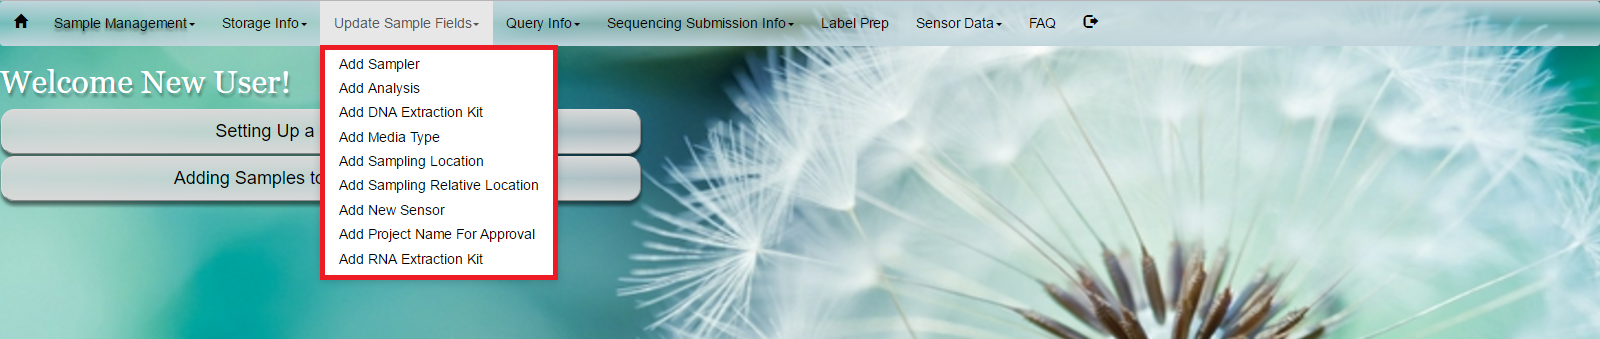 Sample Management Storage Info Update Sample Fields Query Info Sequencing Submission Info Label Prep Sensor Data FAQ
Welcome New User!
Setting Up a
Adding Samples
Add Sampler
Add Analysis
Add DNA Extraction Kit
Add Media Type
Add Sampling Location
Add Sampling Relative Location
Add New Sensor
Add Project Name For Approval
Add RNA Extraction Kit